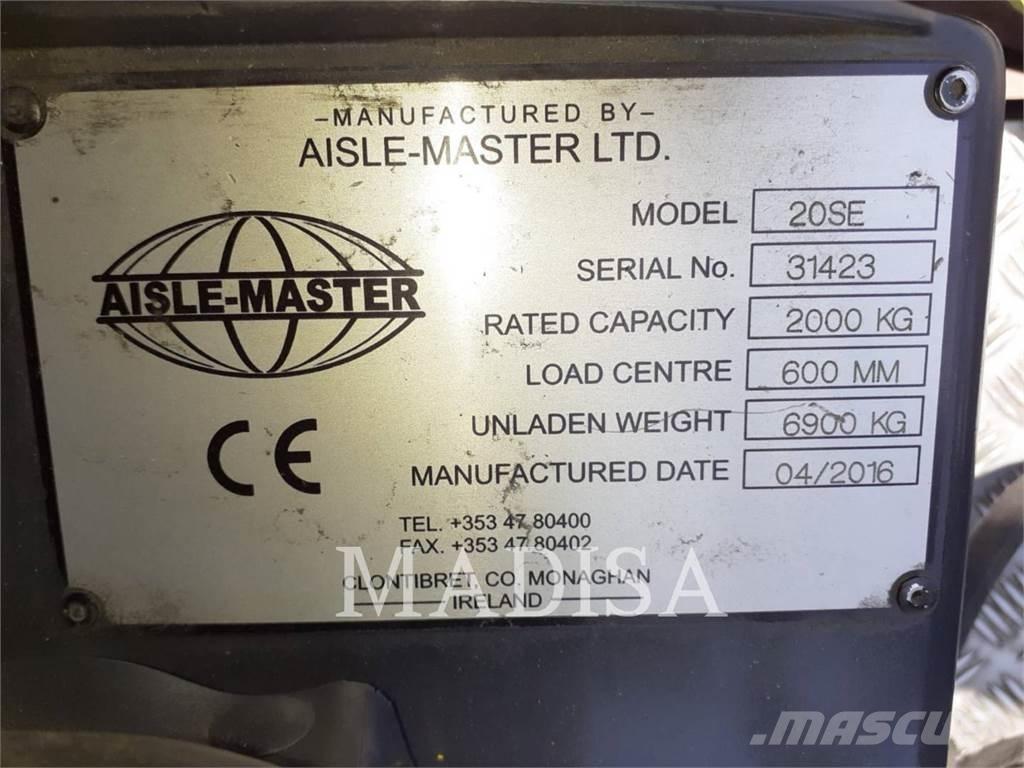 –MANUFACTURED BY–
AISLE-MASTER LTD.
AISLE-MASTER
CE
MODEL 20SE
SERIAL No. 31423
RATED CAPACITY 2000 KG
LOAD CENTRE 600 MM
UNLADEN WEIGHT 6900 KG
MANUFACTURED DATE 04/2016
TEL. +353 47 80400
FAX. +353 47 80402
CLONTIBRET, CO. MONAGHAN
IRELAND
MADISA
MASCUS